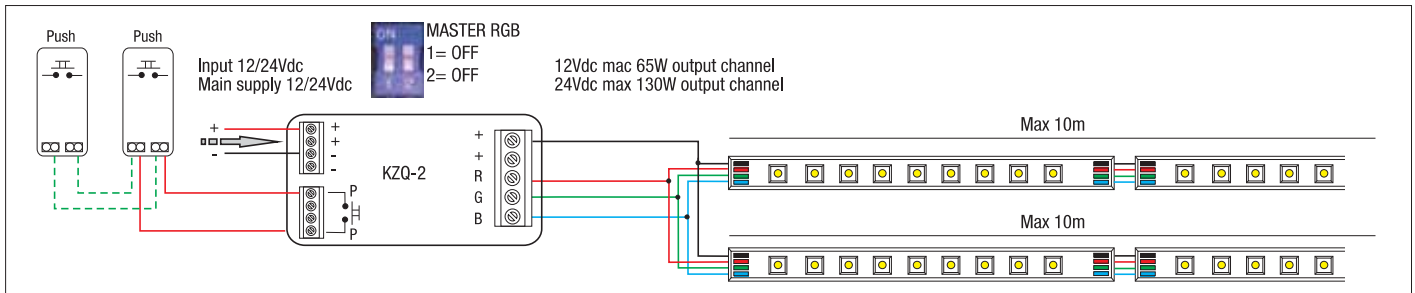 Push
Push
Input 12/24Vdc
Main supply 12/24Vdc
ON
1 2
MASTER RGB
1= OFF
2= OFF
12Vdc mac 65W output channel
24Vdc max 130W output channel
+
-
+
+
-
-
P
P
KZQ-2
+
+
R
G
B
Max 10m
Max 10m